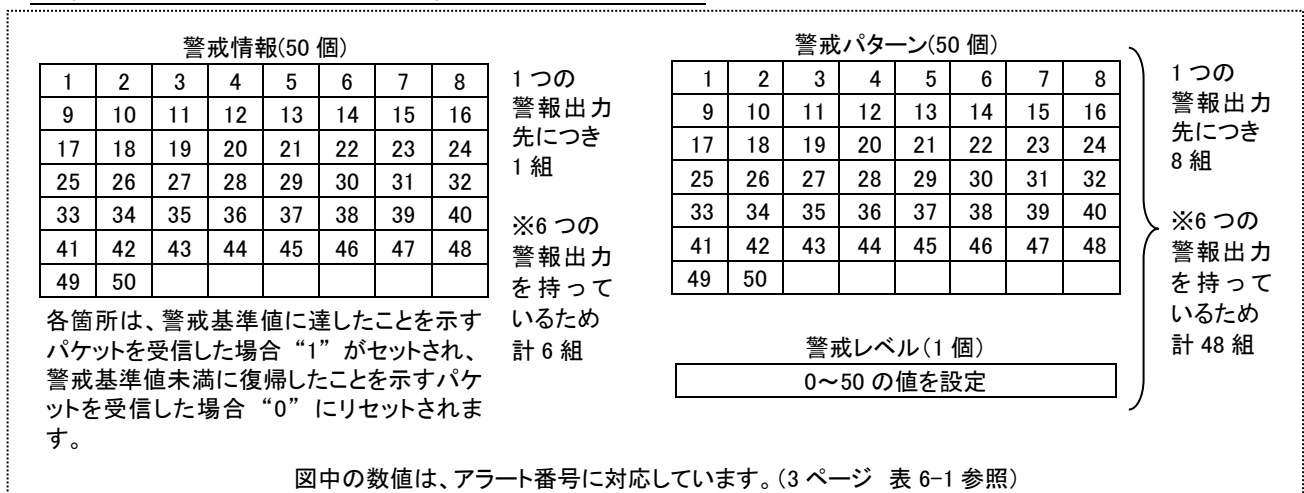 警戒情報(50 個)
1 2 3 4 5 6 7 8
9 10 11 12 13 14 15 16
17 18 19 20 21 22 23 24
25 26 27 28 29 30 31 32
33 34 35 36 37 38 39 40
41 42 43 44 45 46 47 48
49 50
1 つの
警報出力
先につき
1 組
※6 つの
警報出力
を持って
いるため
計 6 組
各箇所は、警戒基準値に達したことを示す
パケットを受信した場合 “1” がセットされ、
警戒基準値未満に復帰したことを示すパケ
ットを受信した場合 “0” にリセットされま
す。
警戒パターン(50 個)
1 2 3 4 5 6 7 8
9 10 11 12 13 14 15 16
17 18 19 20 21 22 23 24
25 26 27 28 29 30 31 32
33 34 35 36 37 38 39 40
41 42 43 44 45 46 47 48
49 50
警戒レベル(1 個)
0~50 の値を設定
1 つの
警報出力
先につき
8 組
※6 つの
警報出力
を持って
いるため
計 48 組
図中の数値は、アラート番号に対応しています。(3 ページ 表 6-1 参照)